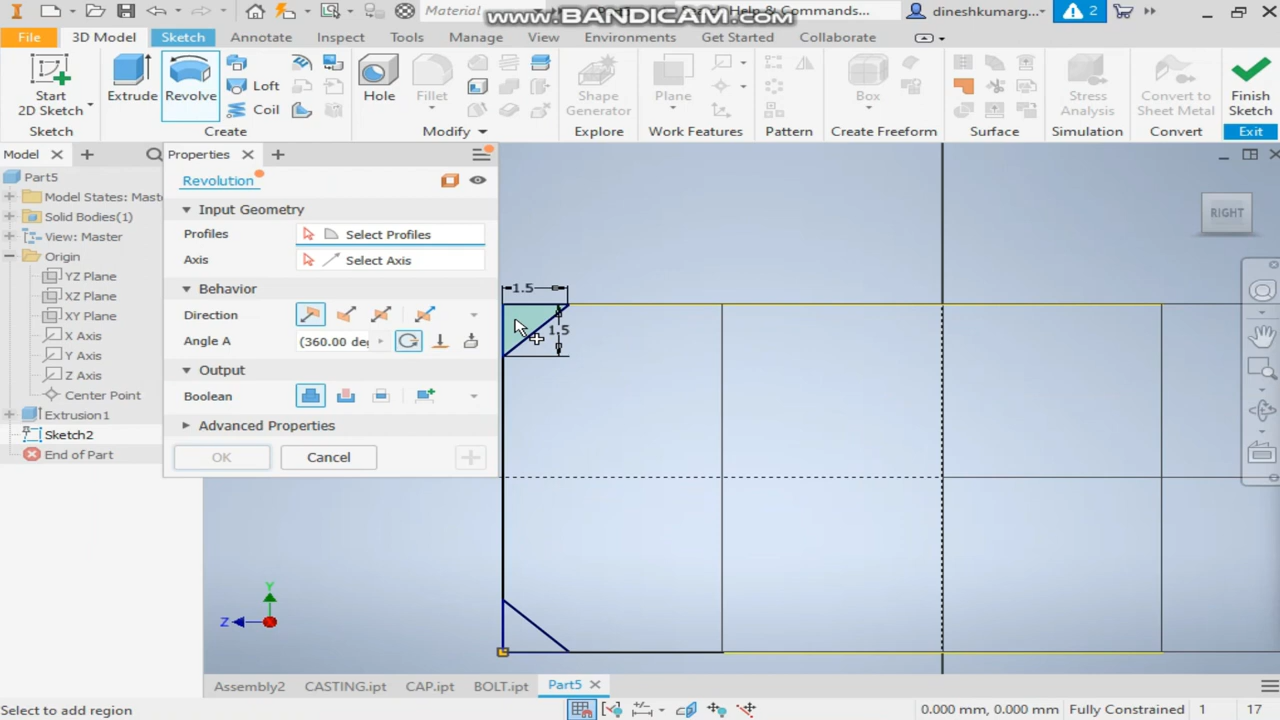 Material
www.BANDICAM.com
& Commands...
dineshkumarg...
2
File
3D Model
Sketch
Annotate
Inspect
Tools
Manage
View
Environments
Get Started
Collaborate
Start
2D Sketch
Extrude
Revolve
Loft
Coil
Hole
Fillet
Shape
Generator
Plane
Box
Stress
Analysis
Convert to
Sheet Metal
Finish
Sketch
Sketch
Create
Modify
Explore
Work Features
Pattern
Create Freeform
Surface
Simulation
Convert
Exit
Model
Properties
Part5
Model States: Mast
Solid Bodies(1)
View: Master
Origin
YZ Plane
XZ Plane
XY Plane
X Axis
Y Axis
Z Axis
Center Point
Extrusion1
Sketch2
End of Part
Revolution
Input Geometry
Profiles
Select Profiles
Axis
Select Axis
Behavior
Direction
Angle A
(360.00 deg
Output
Boolean
Advanced Properties
OK
Cancel
RIGHT
1.5
1.5
Y
Z
Assembly2
CASTING.ipt
CAP.ipt
BOLT.ipt
Part5
Select to add region
0.000 mm, 0.000 mm
Fully Constrained
1
17